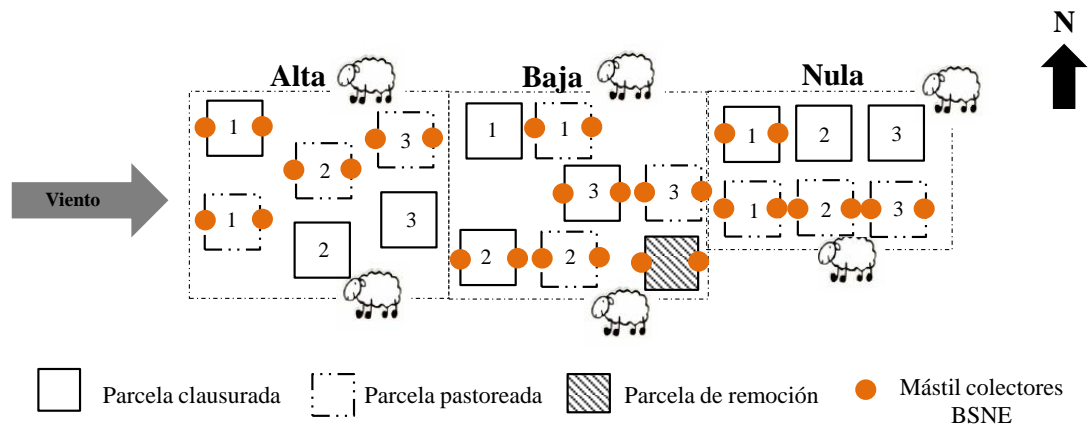 N
Alta
Baja
Nula
1
3
2
1
3
2
1
1
3
3
2
2
1
2
3
1
2
3
Viento
Parcela clausurada
Parcela pastoreada
Parcela de remoción
Mástil colectores
BSNE